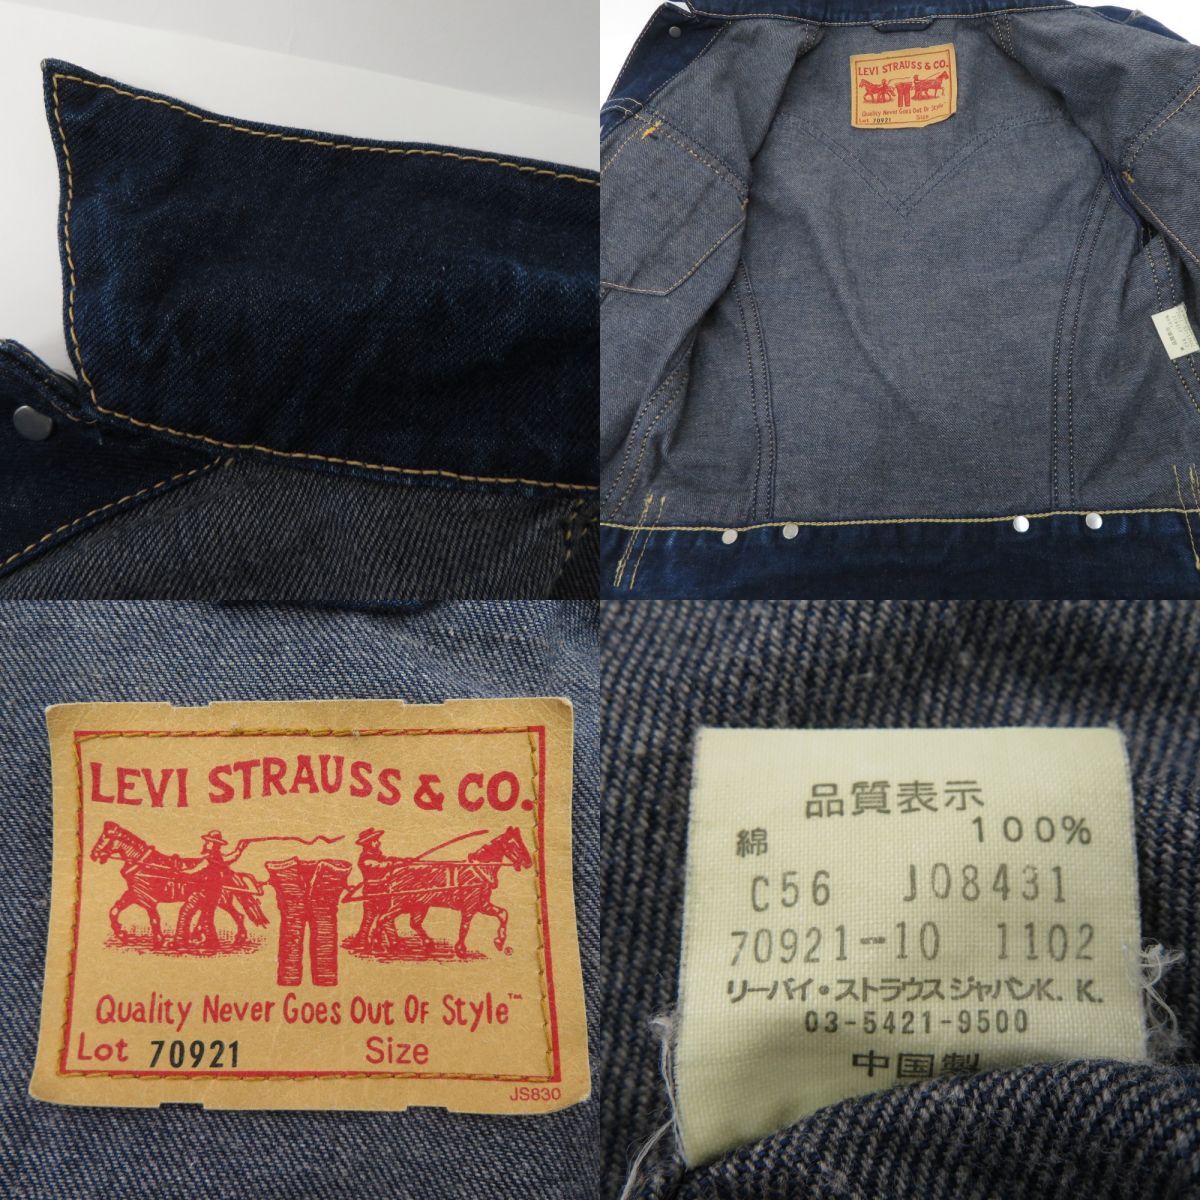 LEVI STRAUSS & CO.
Quality Never Goes Out Of Style™
Lot 70921 Size
LEVI STRAUSS & CO.
®
Quality Never Goes Out Of Style™
Lot 70921 Size
JS830
品質表示
綿 100%
C56 J08431
70921-10 1102
リーバイ・ストラウスジャパンK.K.
03-5421-9500
中国製